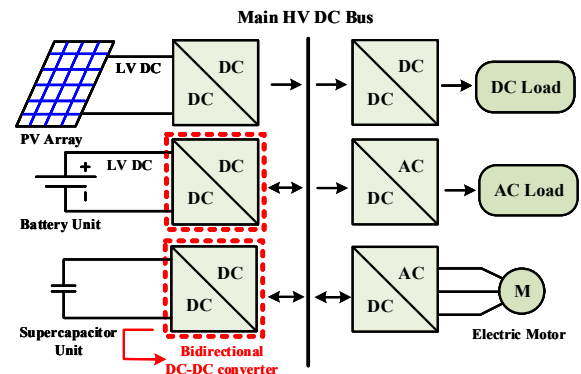 Main HV DC Bus
LV DC
DC
DC
DC
DC
DC Load
PV Array
+
LV DC
DC
DC
AC
DC
AC Load
Battery Unit
DC
DC
AC
DC
M
Supercapacitor
Unit
Electric Motor
Bidirectional
DC-DC converter